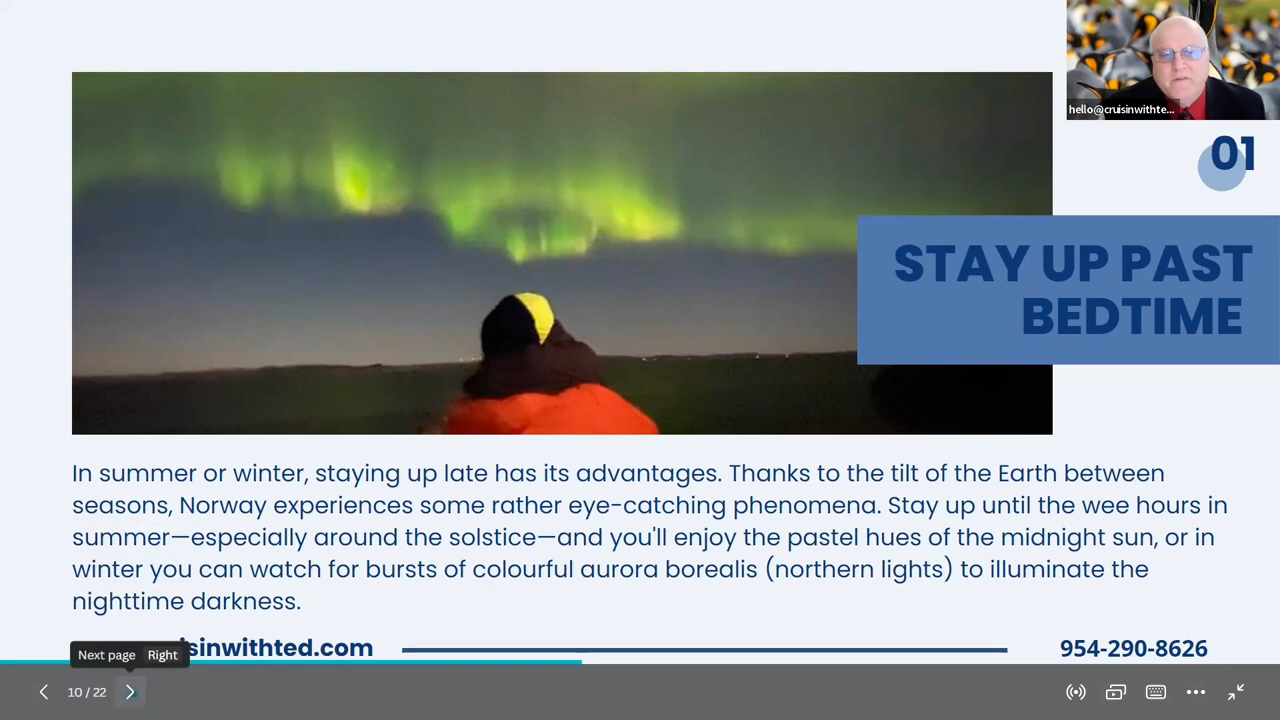 hello@cruisinwithte...
01
STAY UP PAST
BEDTIME
In summer or winter, staying up late has its advantages. Thanks to the tilt of the Earth between
seasons, Norway experiences some rather eye-catching phenomena. Stay up until the wee hours in
summer—especially around the solstice—and you'll enjoy the pastel hues of the midnight sun, or in
winter you can watch for bursts of colourful aurora borealis (northern lights) to illuminate the
nighttime darkness.
isinwithted.com
954-290-8626
Next page Right
10 / 22